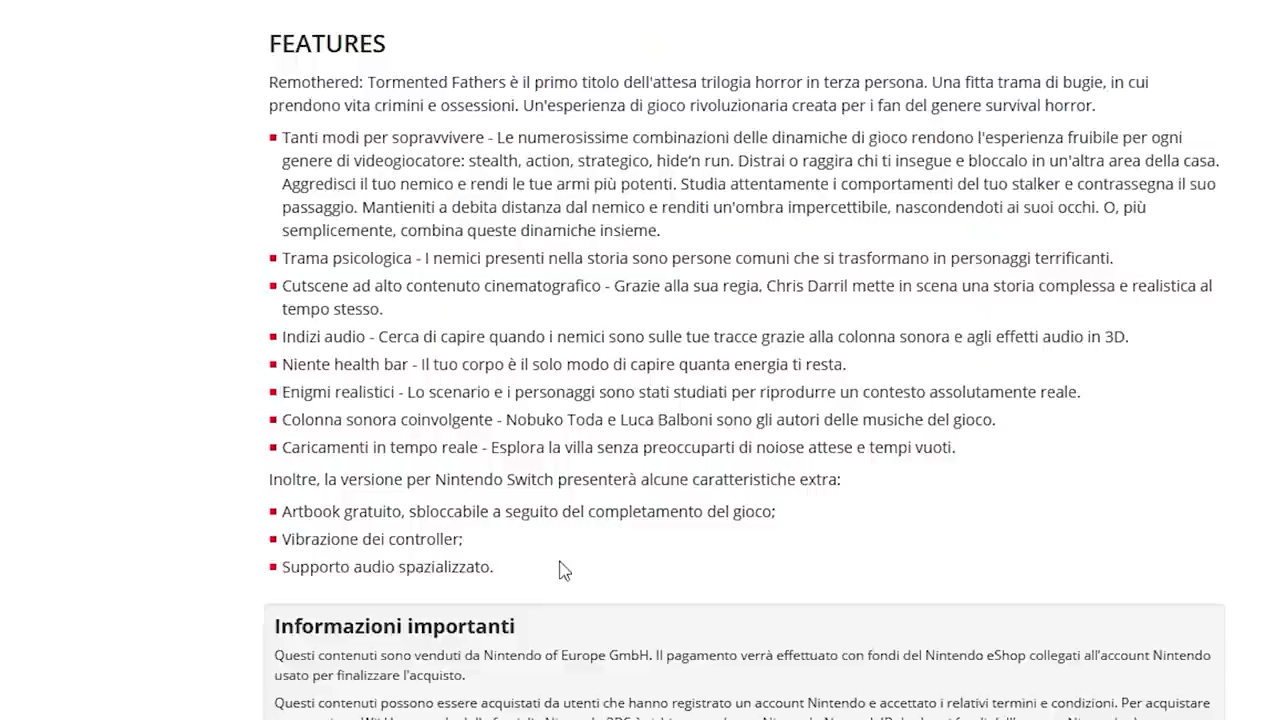 FEATURES
Remothered: Tormented Fathers è il primo titolo dell'attesa trilogia horror in terza persona. Una fitta trama di bugie, in cui
prendono vita crimini e ossessioni. Un'esperienza di gioco rivoluzionaria creata per i fan del genere survival horror.
Tanti modi per sopravvivere - Le numerosissime combinazioni delle dinamiche di gioco rendono l'esperienza fruibile per ogni
genere di videogiocatore: stealth, action, strategico, hide‘n run. Distrai o raggira chi ti insegue e bloccalo in un'altra area della casa.
Aggredisci il tuo nemico e rendi le tue armi più potenti. Studia attentamente i comportamenti del tuo stalker e contrassegna il suo
passaggio. Mantieniti a debita distanza dal nemico e renditi un'ombra impercettibile, nascondendoti ai suoi occhi. O, più
semplicemente, combina queste dinamiche insieme.
Trama psicologica - I nemici presenti nella storia sono persone comuni che si trasformano in personaggi terrificanti.
Cutscene ad alto contenuto cinematografico - Grazie alla sua regia, Chris Darril mette in scena una storia complessa e realistica al
tempo stesso.
Indizi audio - Cerca di capire quando i nemici sono sulle tue tracce grazie alla colonna sonora e agli effetti audio in 3D.
Niente health bar - Il tuo corpo è il solo modo di capire quanta energia ti resta.
Enigmi realistici - Lo scenario e i personaggi sono stati studiati per riprodurre un contesto assolutamente reale.
Colonna sonora coinvolgente - Nobuko Toda e Luca Balboni sono gli autori delle musiche del gioco.
Caricamenti in tempo reale - Esplora la villa senza preoccuparti di noiose attese e tempi vuoti.
Inoltre, la versione per Nintendo Switch presenterà alcune caratteristiche extra:
Artbook gratuito, sbloccabile a seguito del completamento del gioco;
Vibrazione dei controller;
Supporto audio spazializzato.
Informazioni importanti
Questi contenuti sono venduti da Nintendo of Europe GmbH. Il pagamento verrà effettuato con fondi del Nintendo eShop collegati all’account Nintendo
usato per finalizzare l'acquisto.
Questi contenuti possono essere acquistati da utenti che hanno registrato un account Nintendo e accettato i relativi termini e condizioni. Per acquistare